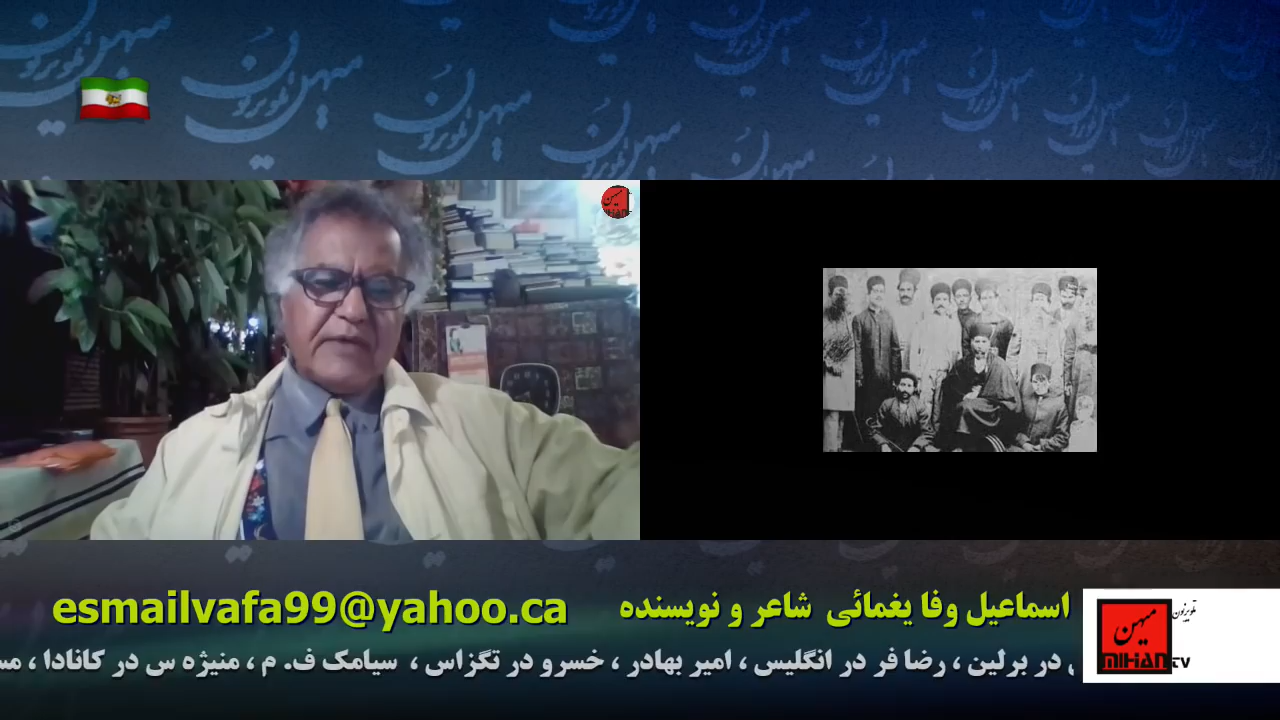 اسماعیل وفا یغمائی شاعر و نویسنده
esmailvafa99@yahoo.ca
در برلین ، رضا فر در انگلیس ، امیر بهادر ، خسرو در تگزاس ، سیامک ف. م ، منیژه س در کانادا ،
تلویزیون
میهن
MIHAN TV